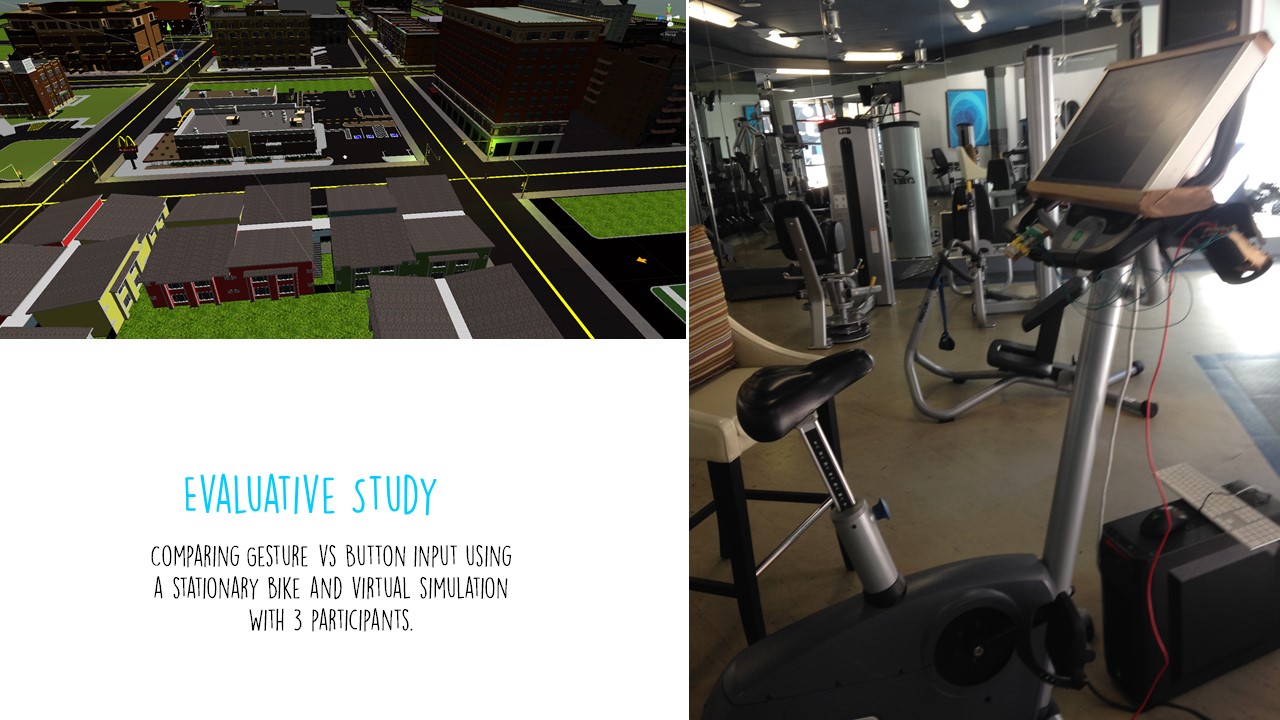 EVALUATIVE STUDY
COMPARING GESTURE VS BUTTON INPUT USING
A STATIONARY BIKE AND VIRTUAL SIMULATION
WITH 3 PARTICIPANTS.